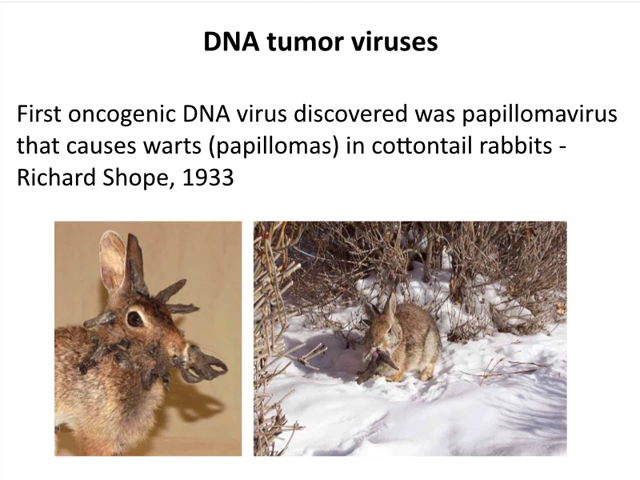 DNA tumor viruses
First oncogenic DNA virus discovered was papillomavirus
that causes warts (papillomas) in cottontail rabbits -
Richard Shope, 1933